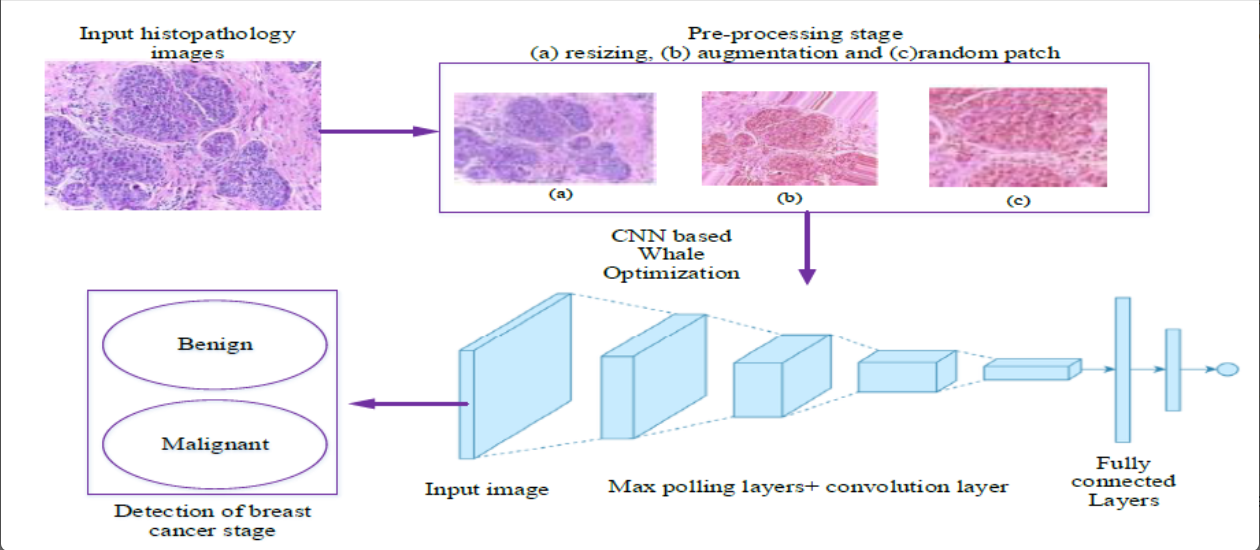 Input histopathology
images
Pre-processing stage
(a) resizing, (b) augmentation and (c)random patch
(a)
(b)
(c)
CNN based
Whale
Optimization
Benign
Malignant
Detection of breast
cancer stage
Input image
Max polling layers+ convolution layer
Fully
connected
Layers